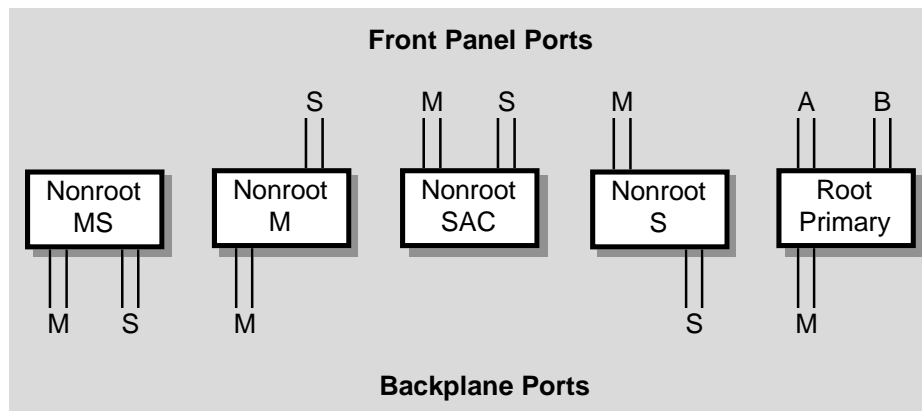 Front Panel Ports
S M S M A B
Nonroot Nonroot Nonroot Nonroot Root
MS M SAC S Primary
M S M S M
Backplane Ports